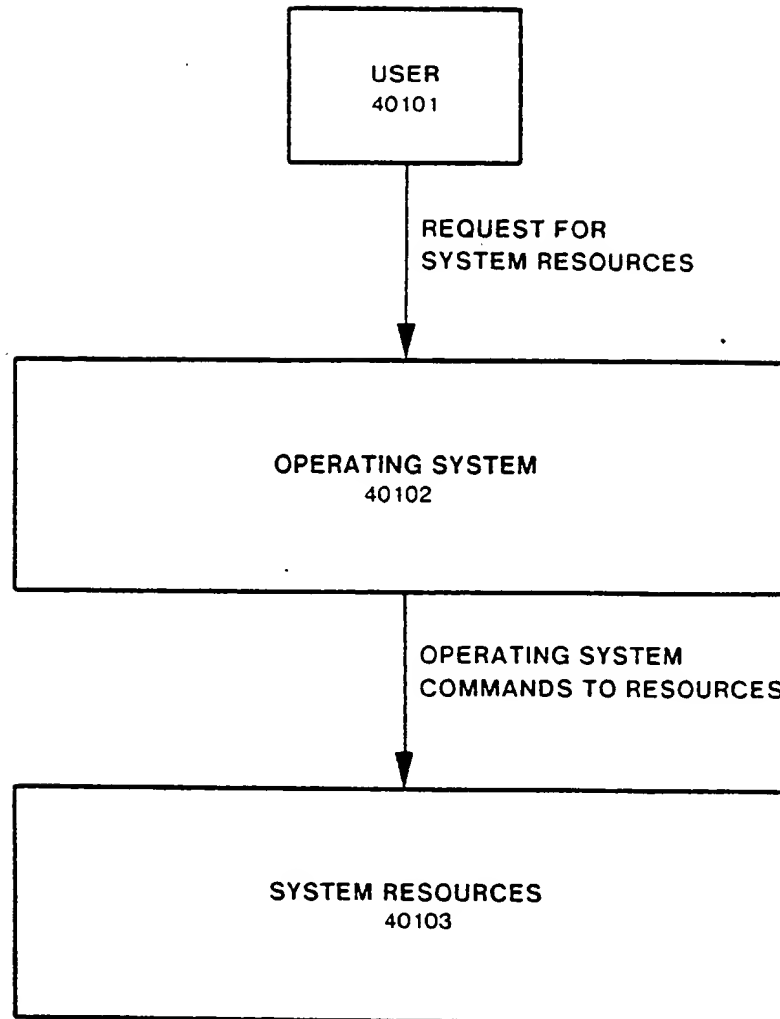 USER
40101
REQUEST FOR
SYSTEM RESOURCES
OPERATING SYSTEM
40102
OPERATING SYSTEM
COMMANDS TO RESOURCES
SYSTEM RESOURCES
40103